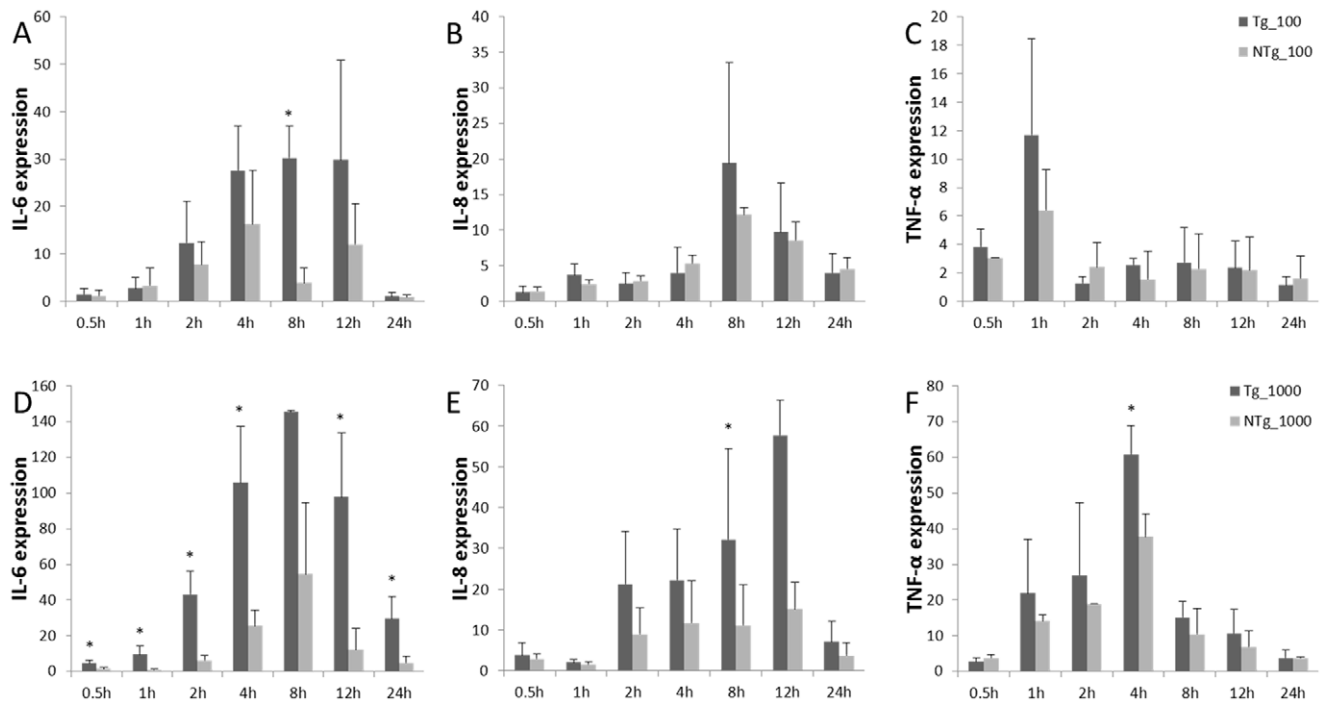 A
IL-6 expression
60
50
40
30
20
10
0
*
0.5h 1h 2h 4h 8h 12h 24h
B
IL-8 expression
40
35
30
25
20
15
10
5
0
0.5h 1h 2h 4h 8h 12h 24h
C
TNF-α expression
20
18
16
14
12
10
8
6
4
2
0
Tg_100
NTg_100
0.5h 1h 2h 4h 8h 12h 24h
D
IL-6 expression
160
140
120
100
80
60
40
20
0
* * * * * *
0.5h 1h 2h 4h 8h 12h 24h
E
IL-8 expression
70
60
50
40
30
20
10
0
*
0.5h 1h 2h 4h 8h 12h 24h
F
TNF-α expression
80
70
60
50
40
30
20
10
0
*
Tg_1000
NTg_1000
0.5h 1h 2h 4h 8h 12h 24h